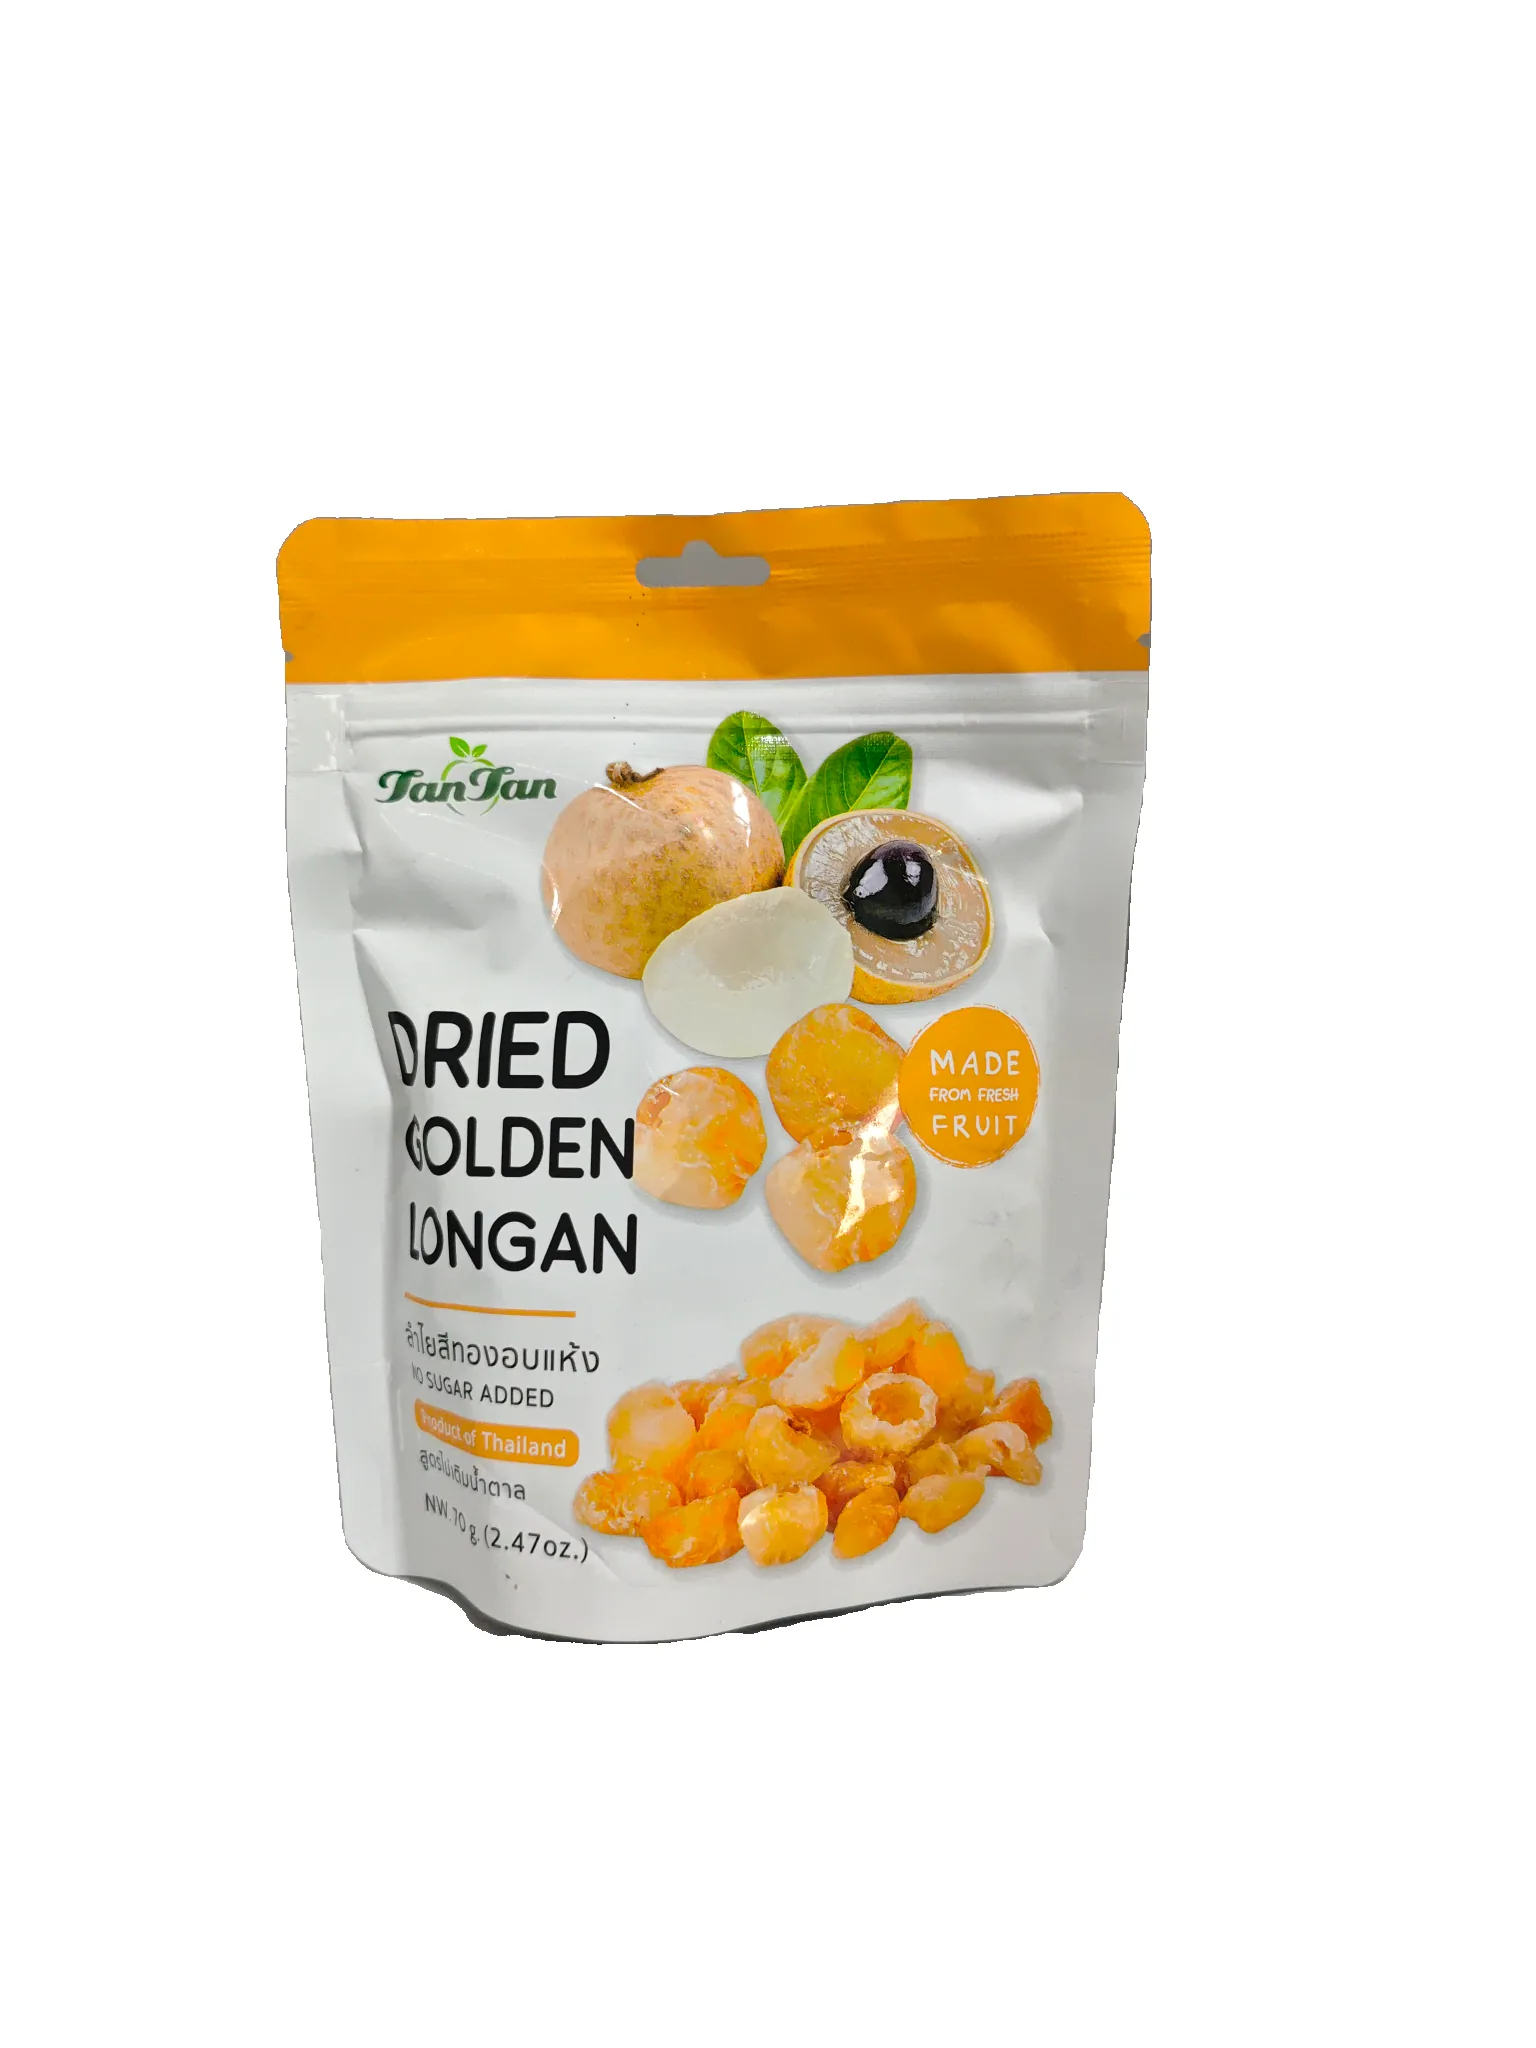 TanTan
DRIED
GOLDEN
LONGAN
MADE
FROM FRESH
FRUIT
ลำไยสีทองอบแห้ง
NO SUGAR ADDED
Product of Thailand
สูตรไม่เติมน้ำตาล
NW. 70 g. (2.47oz.)